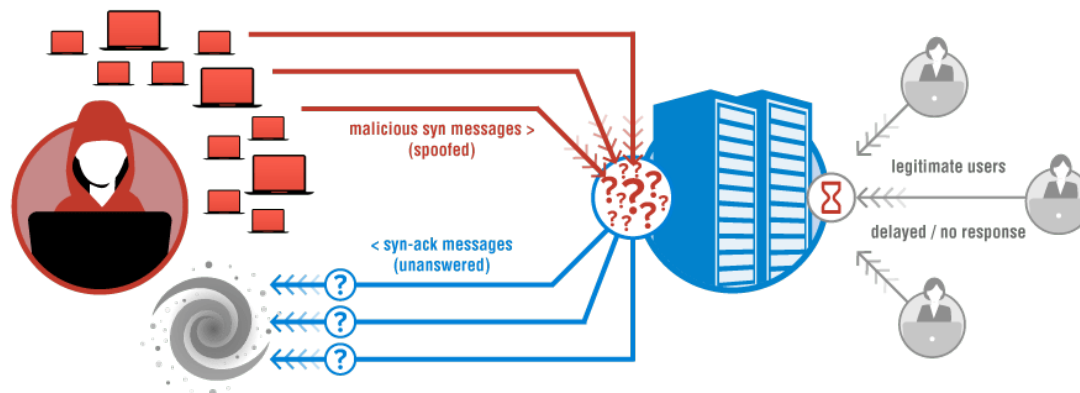 malicious syn messages >
(spoofed)
< syn-ack messages
(unanswered)
?
?
?
? ? ? ? ? ? ? ? ? ? ?
legitimate users
delayed / no response